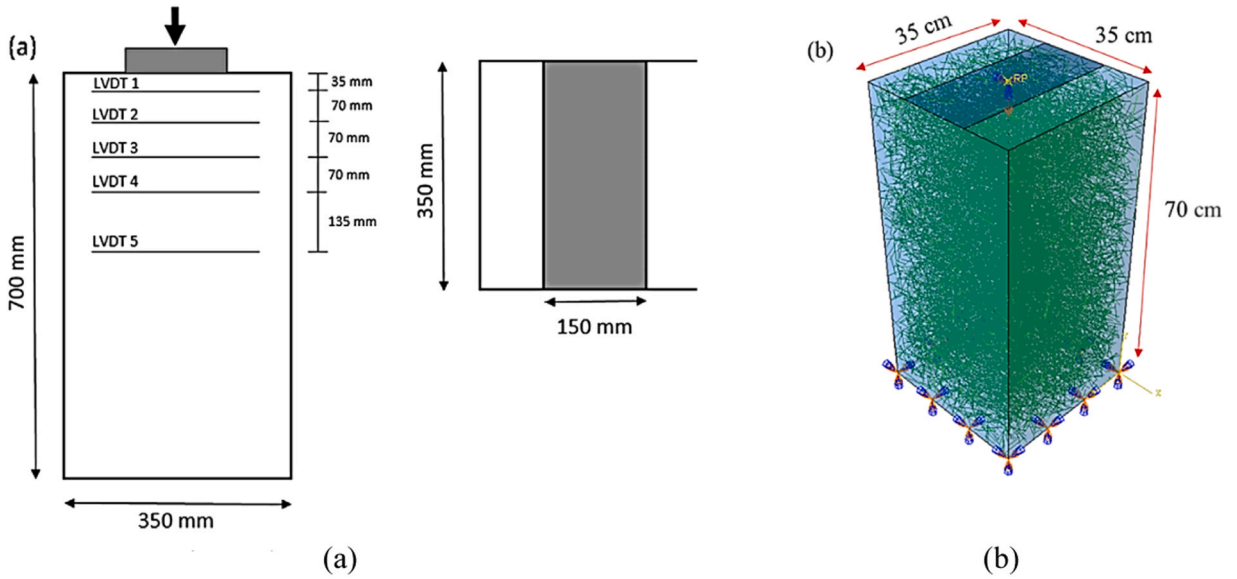 (a)
LVDT 1
LVDT 2
LVDT 3
LVDT 4
LVDT 5
35 mm
70 mm
70 mm
70 mm
135 mm
700 mm
350 mm
350 mm
150 mm
(a)
(b)
35 cm
35 cm
RP
70 cm
x
(b)